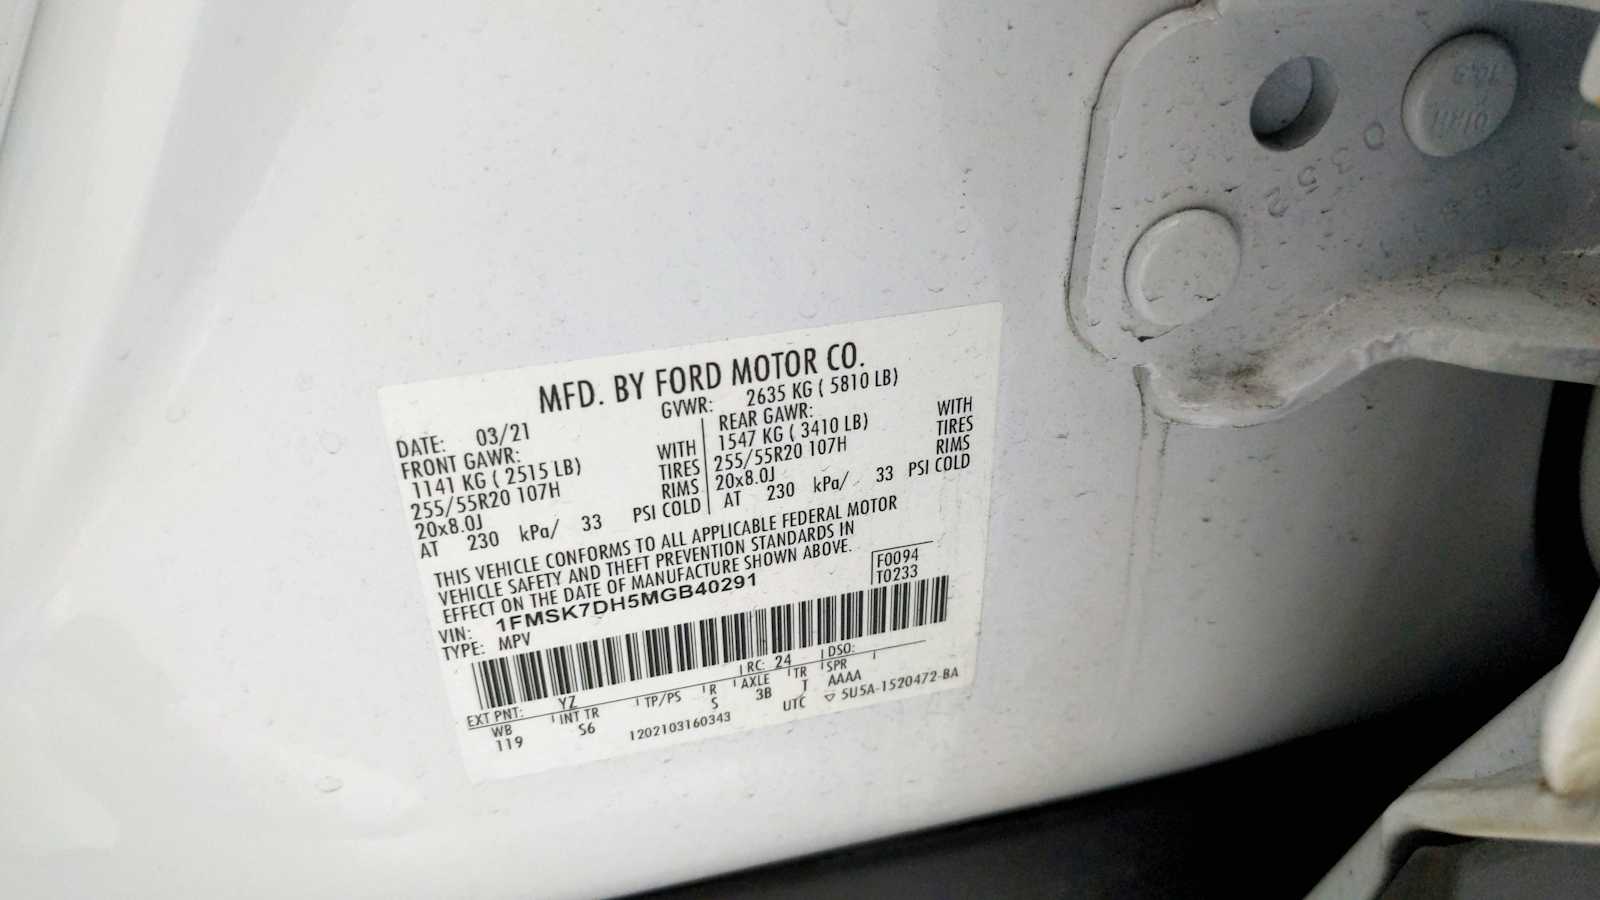 MFD. BY FORD MOTOR CO.
DATE: 03/21 GVWR: 2635 KG ( 5810 LB)
FRONT GAWR: REAR GAWR:
1141 KG ( 2515 LB) WITH 1547 KG ( 3410 LB) WITH
255/55R20 107H TIRES 255/55R20 107H TIRES
20x8.0J RIMS 20x8.0J RIMS
AT 230 kPa/ 33 PSI COLD AT 230 kPa/ 33 PSI COLD
THIS VEHICLE CONFORMS TO ALL APPLICABLE FEDERAL MOTOR
VEHICLE SAFETY AND THEFT PREVENTION STANDARDS IN
EFFECT ON THE DATE OF MANUFACTURE SHOWN ABOVE.
F0094
T0233
VIN: 1FMSK7DH5MGB40291
TYPE: MPV
EXT PNT: YZ RC: 24 DSO:
WB INT TR TP/PS R AXLE TR SPR
119 S6 S 3B T AAAA
1202103160343 UTC ▽ 5U5A-1520472-BA
0352